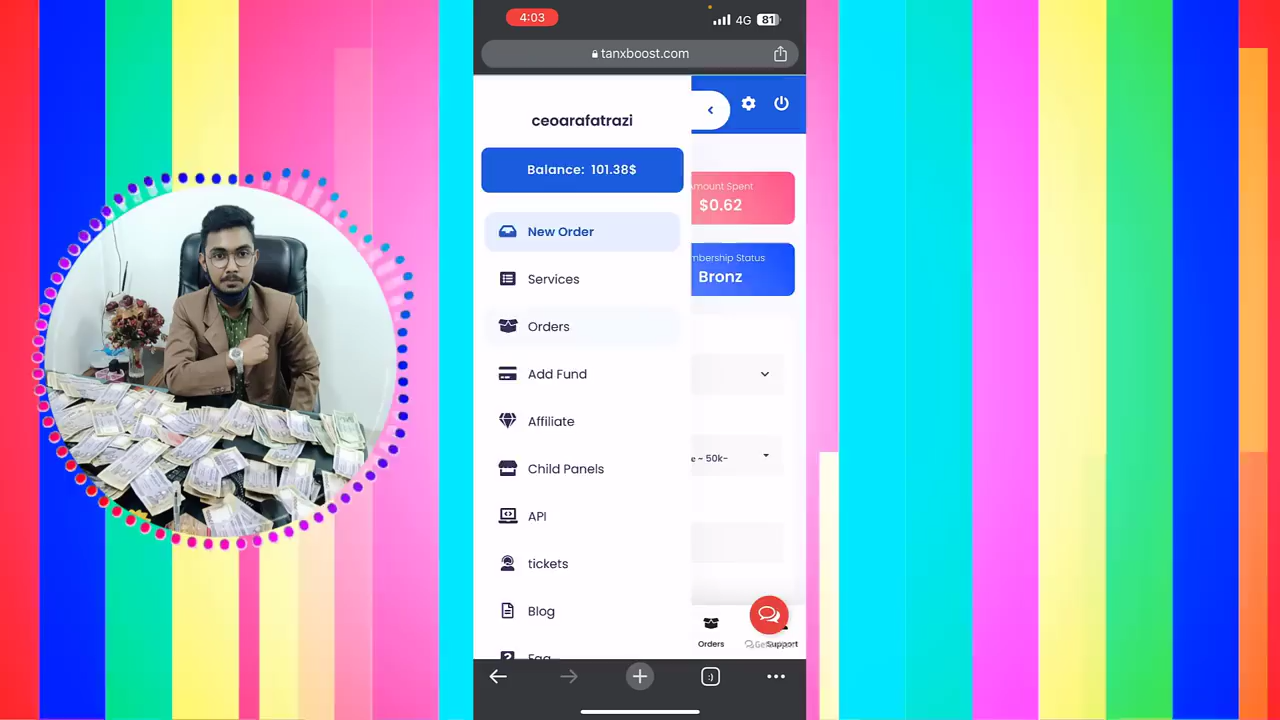 4:03
4G 81
tanxboost.com
ceoarafatrazi
Balance: 101.38$
mount Spent
$0.62
New Order
mbership Status
Bronz
Services
Orders
Add Fund
Affiliate
e ~ 50k-
Child Panels
API
tickets
Blog
Faq
Orders
Support
:)